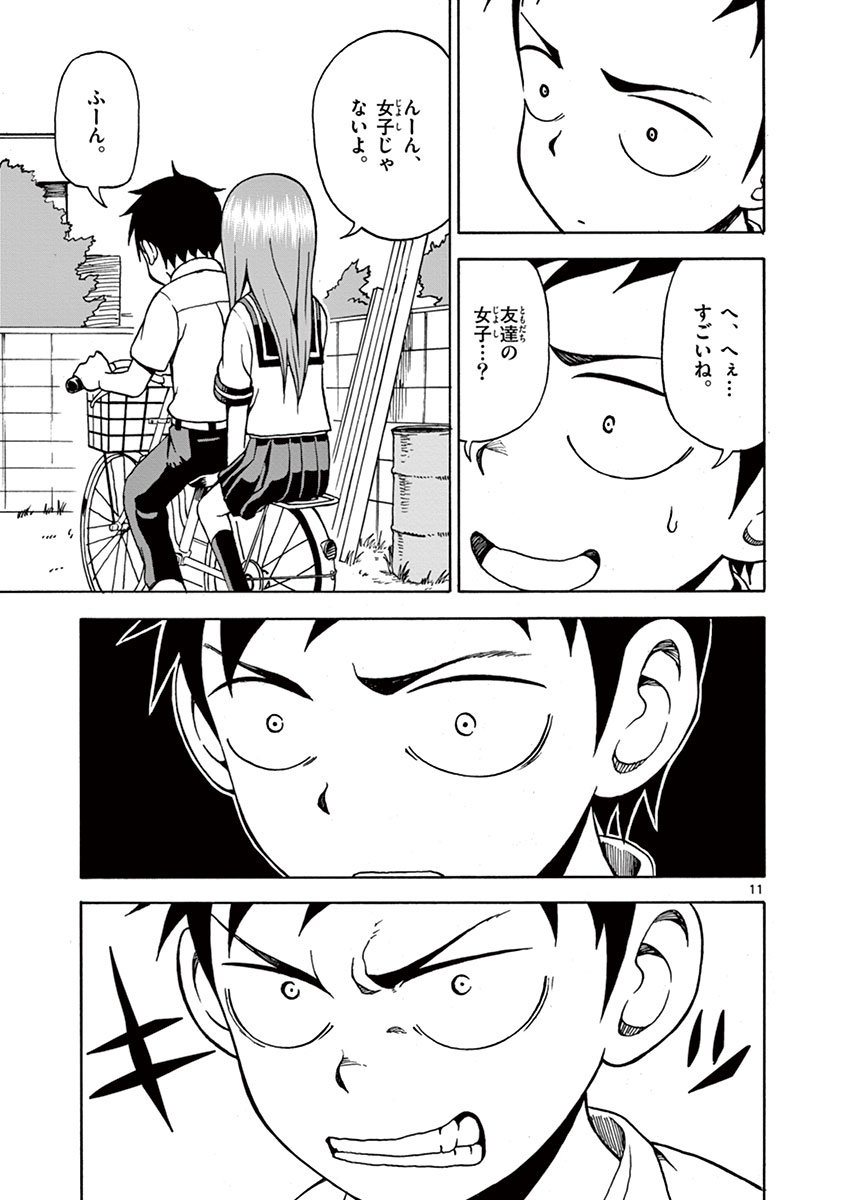 へ、へぇ…
すごいね。
友達の
女子…?
んーん、
女子じゃ
ないよ。
ふーん。
11